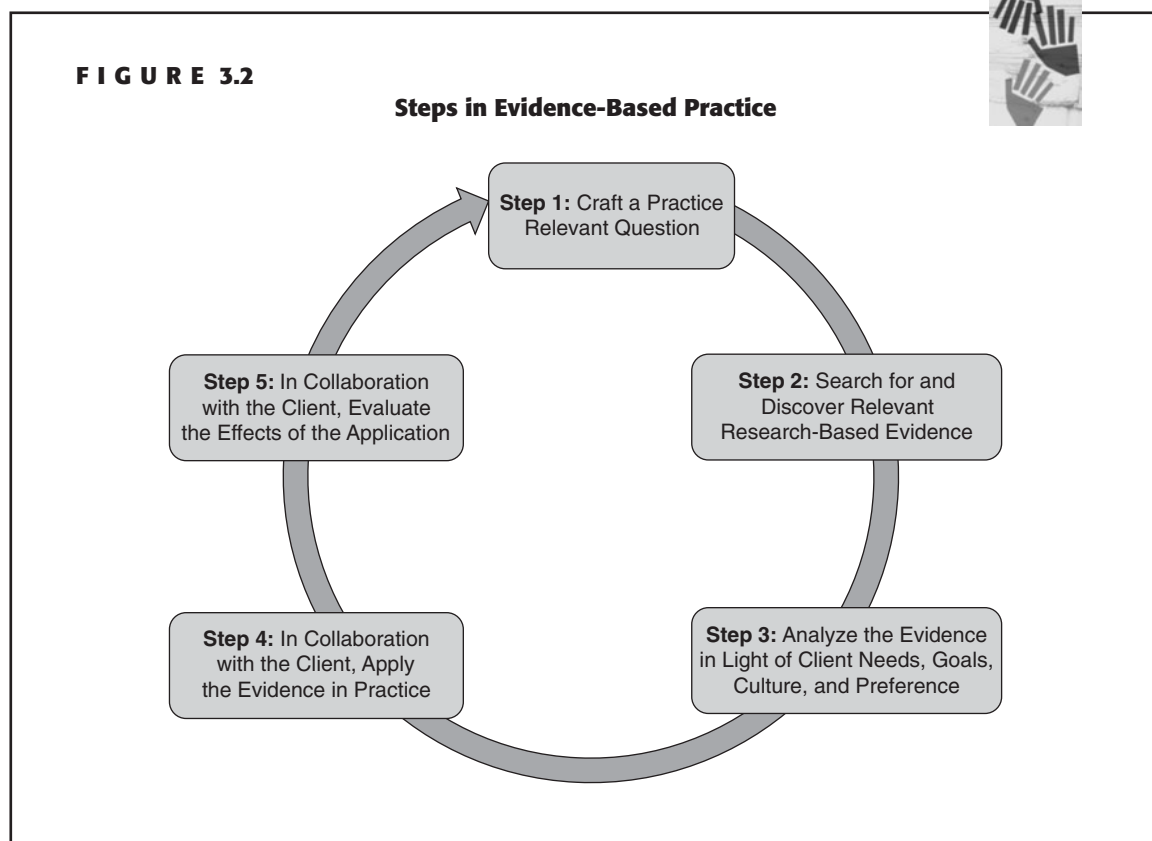 FIGURE 3.2
Steps in Evidence-Based Practice
Step 1: Craft a Practice
Relevant Question
Step 2: Search for and
Discover Relevant
Research-Based Evidence
Step 3: Analyze the Evidence
in Light of Client Needs, Goals,
Culture, and Preference
Step 4: In Collaboration
with the Client, Apply
the Evidence in Practice
Step 5: In Collaboration
with the Client, Evaluate
the Effects of the Application